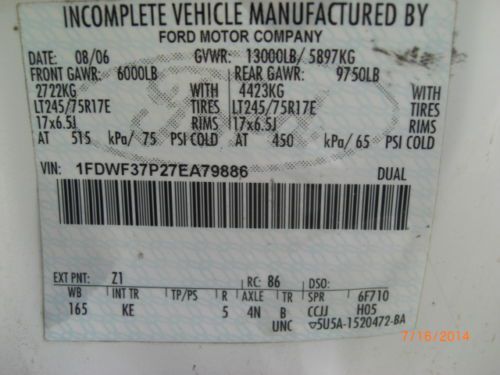 INCOMPLETE VEHICLE MANUFACTURED BY
FORD MOTOR COMPANY
DATE: 08/06 GVWR: 13000LB/ 5897KG
FRONT GAWR: 6000LB REAR GAWR: 9750LB
2722KG WITH 4423KG WITH
LT245/75R17E TIRES LT245/75R17E TIRES
17x6.5J RIMS 17x6.5J RIMS
AT 515 kPa/ 75 PSI COLD AT 450 kPa/ 65 PSI COLD
VIN: 1FDWF37P27EA79886 DUAL
EXT PNT: Z1 RC: 86 DSO:
WB INT TR TP/PS R AXLE TR SPR 6F710
165 KE 5 4N B CCJJ H05
UNC ▽5U5A-1520472-BA
7/16/2014